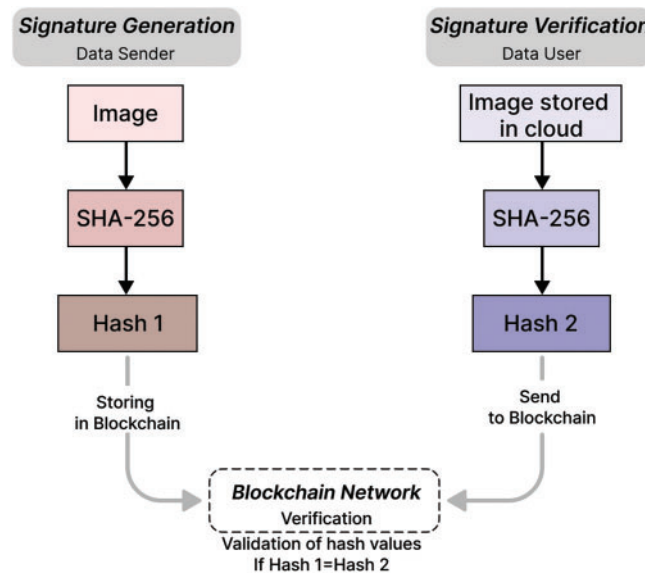 Signature Generation
Data Sender
Image
SHA-256
Hash 1
Storing
in Blockchain
Signature Verification
Data User
Image stored
in cloud
SHA-256
Hash 2
Send
to Blockchain
Blockchain Network
Verification
Validation of hash values
If Hash 1=Hash 2